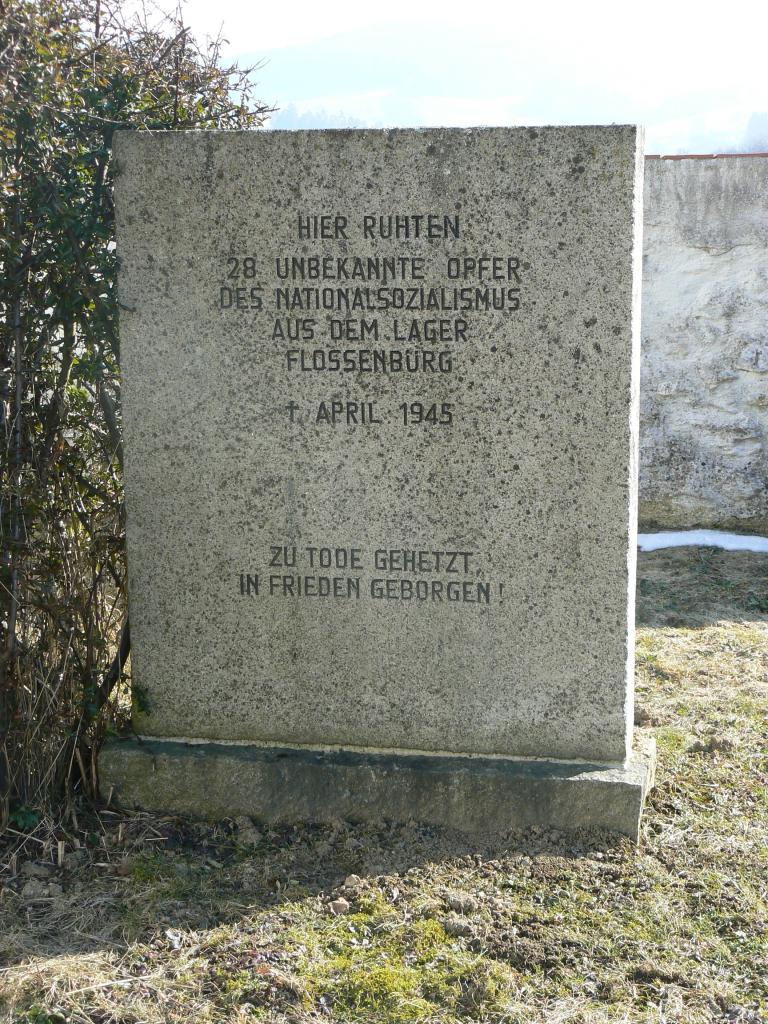 HIER RUHTEN
28 UNBEKANNTE OPFER
DES NATIONALSOZIALISMUS
AUS DEM LAGER
FLOSSENBÜRG
† APRIL 1945
ZU TODE GEHETZT,
IN FRIEDEN GEBORGEN!